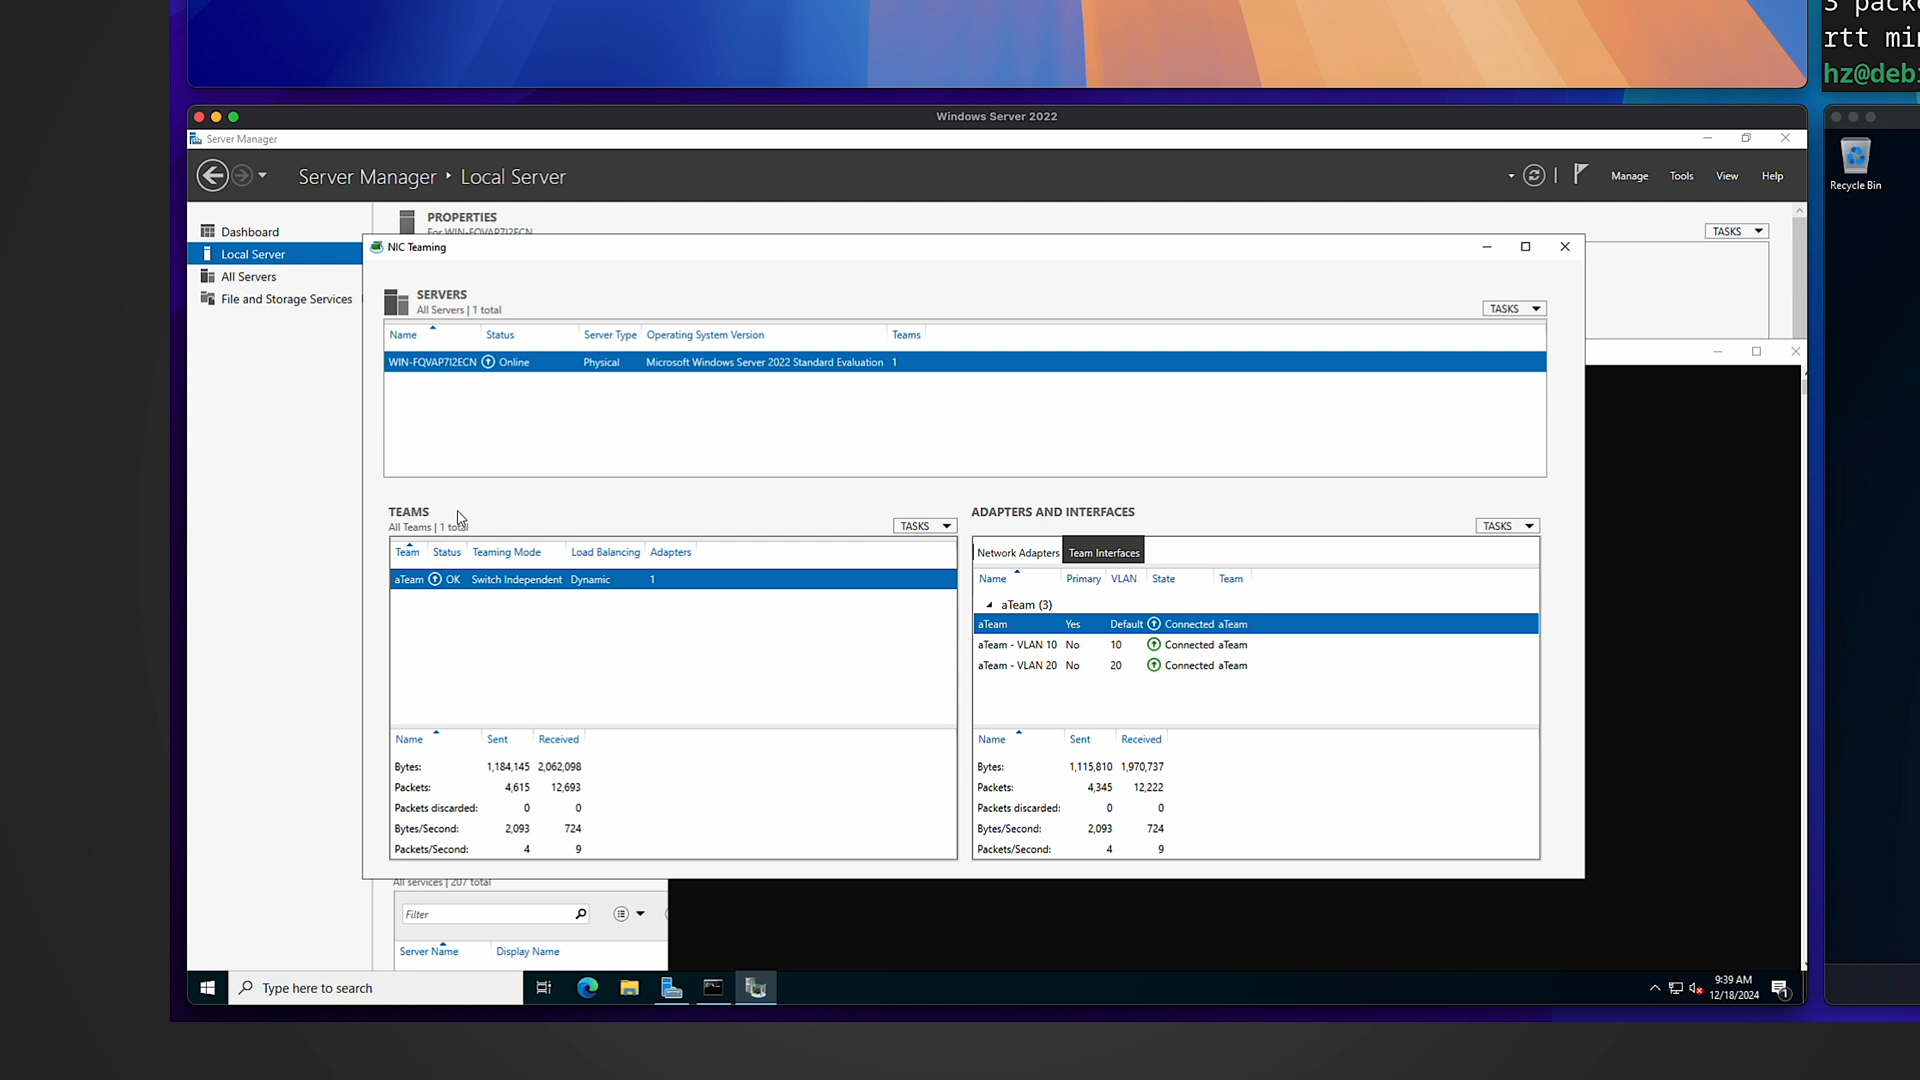 rtt
hz@deb
Windows Server 2022
Server Manager
Server Manager ‣ Local Server
Manage Tools View Help
Dashboard
Local Server
All Servers
File and Storage Services
PROPERTIES
For WIN-FQVAP7I2ECN
TASKS
NIC Teaming
SERVERS
All Servers | 1 total
TASKS
Name Status Server Type Operating System Version Teams
WIN-FQVAP7I2ECN Online Physical Microsoft Windows Server 2022 Standard Evaluation 1
TEAMS
All Teams | 1 total
TASKS
Team Status Teaming Mode Load Balancing Adapters
aTeam OK Switch Independent Dynamic 1
Name Sent Received
Bytes: 1,184,145 2,062,098
Packets: 4,615 12,693
Packets discarded: 0 0
Bytes/Second: 2,093 724
Packets/Second: 4 9
ADAPTERS AND INTERFACES
TASKS
Network Adapters Team Interfaces
Name Primary VLAN State Team
aTeam (3)
aTeam Yes Default Connected aTeam
aTeam - VLAN 10 No 10 Connected aTeam
aTeam - VLAN 20 No 20 Connected aTeam
Name Sent Received
Bytes: 1,115,810 1,970,737
Packets: 4,345 12,222
Packets discarded: 0 0
Bytes/Second: 2,093 724
Packets/Second: 4 9
All services | 207 total
Filter
Server Name Display Name
Type here to search
9:39 AM
12/18/2024
1
Recycle Bin